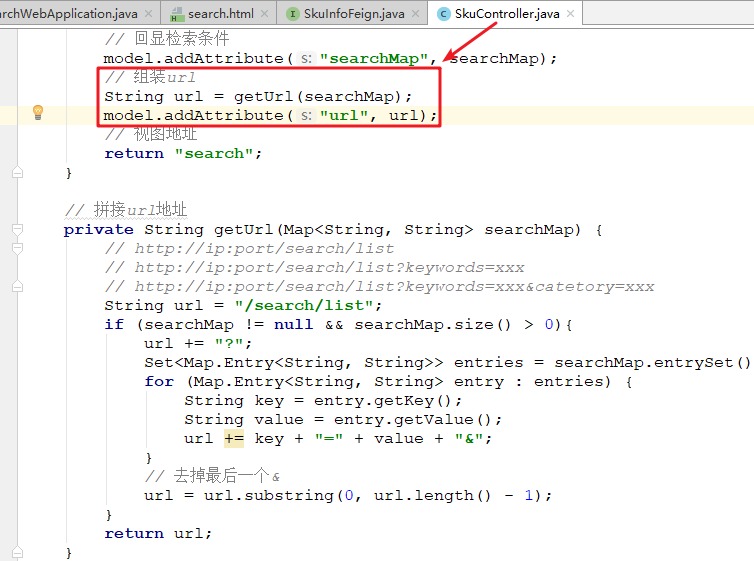 archWebApplication.java × search.html × SkuInfoFeign.java × SkuController.java ×
// 回显检索条件
model.addAttribute( s: "searchMap", searchMap);
// 组装url
String url = getUrl(searchMap);
model.addAttribute( s: "url", url);
// 视图地址
return "search";
}
// 拼接url地址
private String getUrl(Map<String, String> searchMap) {
// http://ip:port/search/list
// http://ip:port/search/list?keywords=xxx
// http://ip:port/search/list?keywords=xxx&catetory=xxx
String url = "/search/list";
if (searchMap != null && searchMap.size() > 0){
url += "?";
Set<Map.Entry<String, String>> entries = searchMap.entrySet()
for (Map.Entry<String, String> entry : entries) {
String key = entry.getKey();
String value = entry.getValue();
url += key + "=" + value + "&";
}
// 去掉最后一个&
url = url.substring(0, url.length() - 1);
}
return url;
}